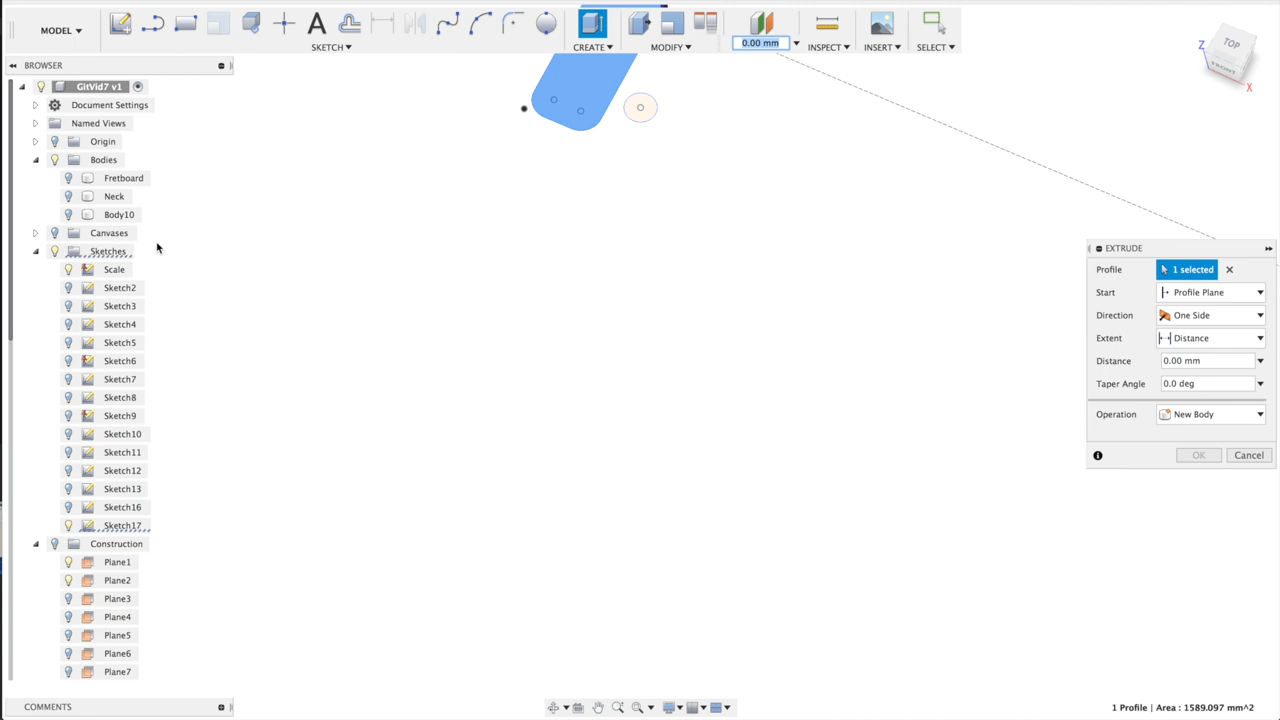 MODEL
SKETCH
CREATE
MODIFY
0.00 mm
INSPECT
INSERT
SELECT
BROWSER
GitVid7 v1
Document Settings
Named Views
Origin
Bodies
Fretboard
Neck
Body10
Canvases
Sketches
Scale
Sketch2
Sketch3
Sketch4
Sketch5
Sketch6
Sketch7
Sketch8
Sketch9
Sketch10
Sketch11
Sketch12
Sketch13
Sketch16
Sketch17
Construction
Plane1
Plane2
Plane3
Plane4
Plane5
Plane6
Plane7
COMMENTS
TOP
FRONT
Z
X
EXTRUDE
Profile 1 selected
Start Profile Plane
Direction One Side
Extent Distance
Distance 0.00 mm
Taper Angle 0.0 deg
Operation New Body
OK Cancel
1 Profile | Area : 1589.097 mm^2